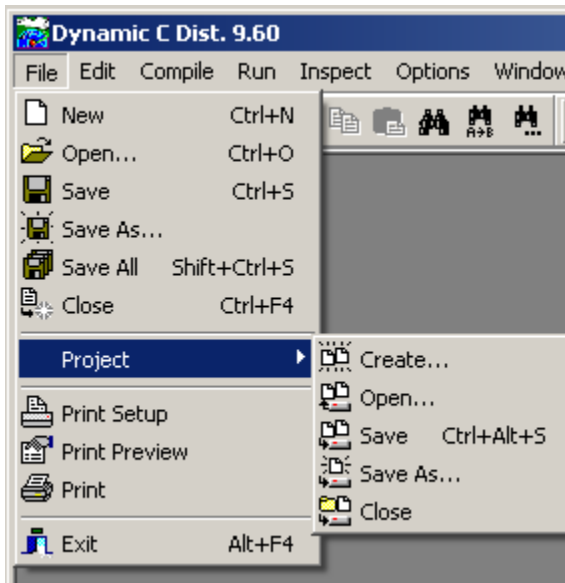 Dynamic C Dist. 9.60
File Edit Compile Run Inspect Options Window
New Ctrl+N
Open... Ctrl+O
A→B
Save Ctrl+S
Save As...
Save All Shift+Ctrl+S
Close Ctrl+F4
Project
Create...
Open...
Save Ctrl+Alt+S
Save As...
Close
Print Setup
Print Preview
Print
Exit Alt+F4